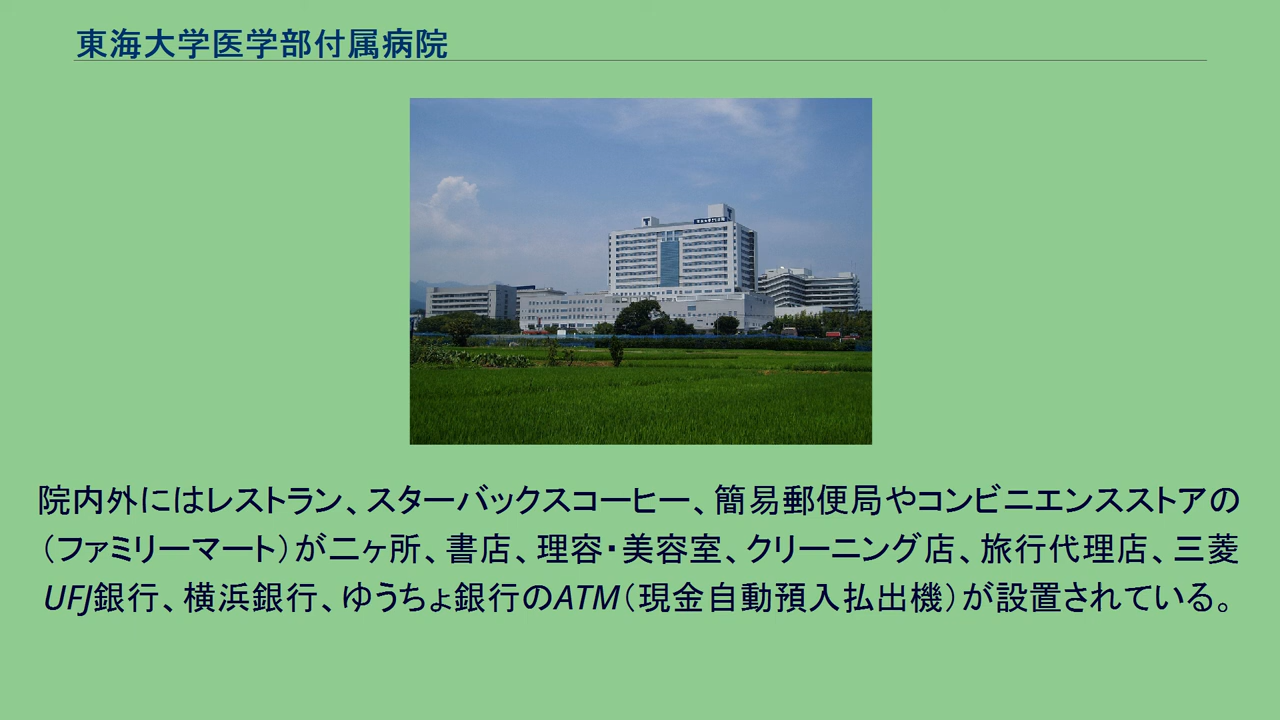 東海大学医学部付属病院
T
T
院内外にはレストラン、スターバックスコーヒー、簡易郵便局やコンビニエンスストアの
（ファミリーマート）が二ヶ所、書店、理容・美容室、クリーニング店、旅行代理店、三菱
UFJ銀行、横浜銀行、ゆうちょ銀行のATM（現金自動預入払出機）が設置されている。